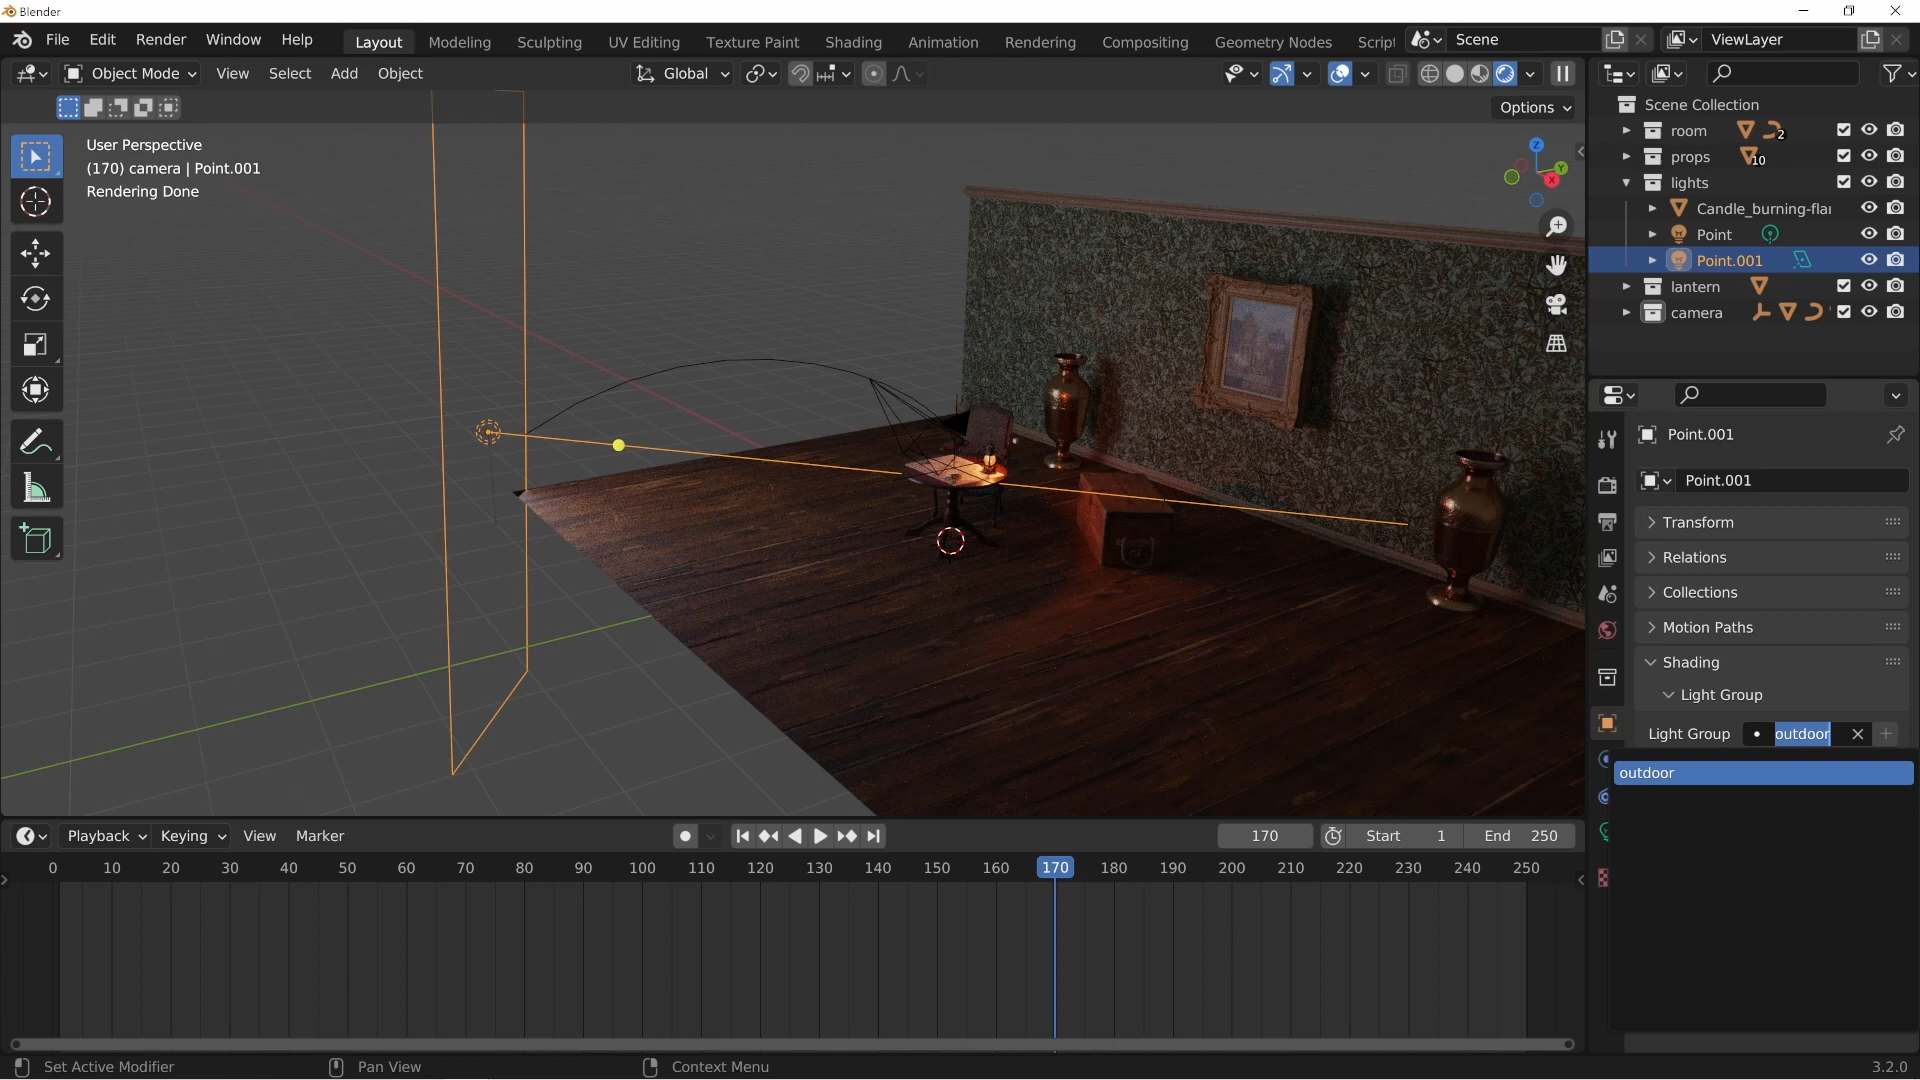 Blender
File Edit Render Window Help Layout Modeling Sculpting UV Editing Texture Paint Shading Animation Rendering Compositing Geometry Nodes Script Scene ViewLayer
Object Mode View Select Add Object Global
Options
User Perspective
(170) camera | Point.001
Rendering Done
Z
Y
X
Scene Collection
room 2
props 10
lights
Candle_burning-fla
Point
Point.001
lantern
camera
Point.001
Point.001
Transform
Relations
Collections
Motion Paths
Shading
Light Group
Light Group outdoor
outdoor
Playback Keying View Marker 170 Start 1 End 250
0 10 20 30 40 50 60 70 80 90 100 110 120 130 140 150 160 170 180 190 200 210 220 230 240 250
Set Active Modifier Pan View Context Menu 3.2.0